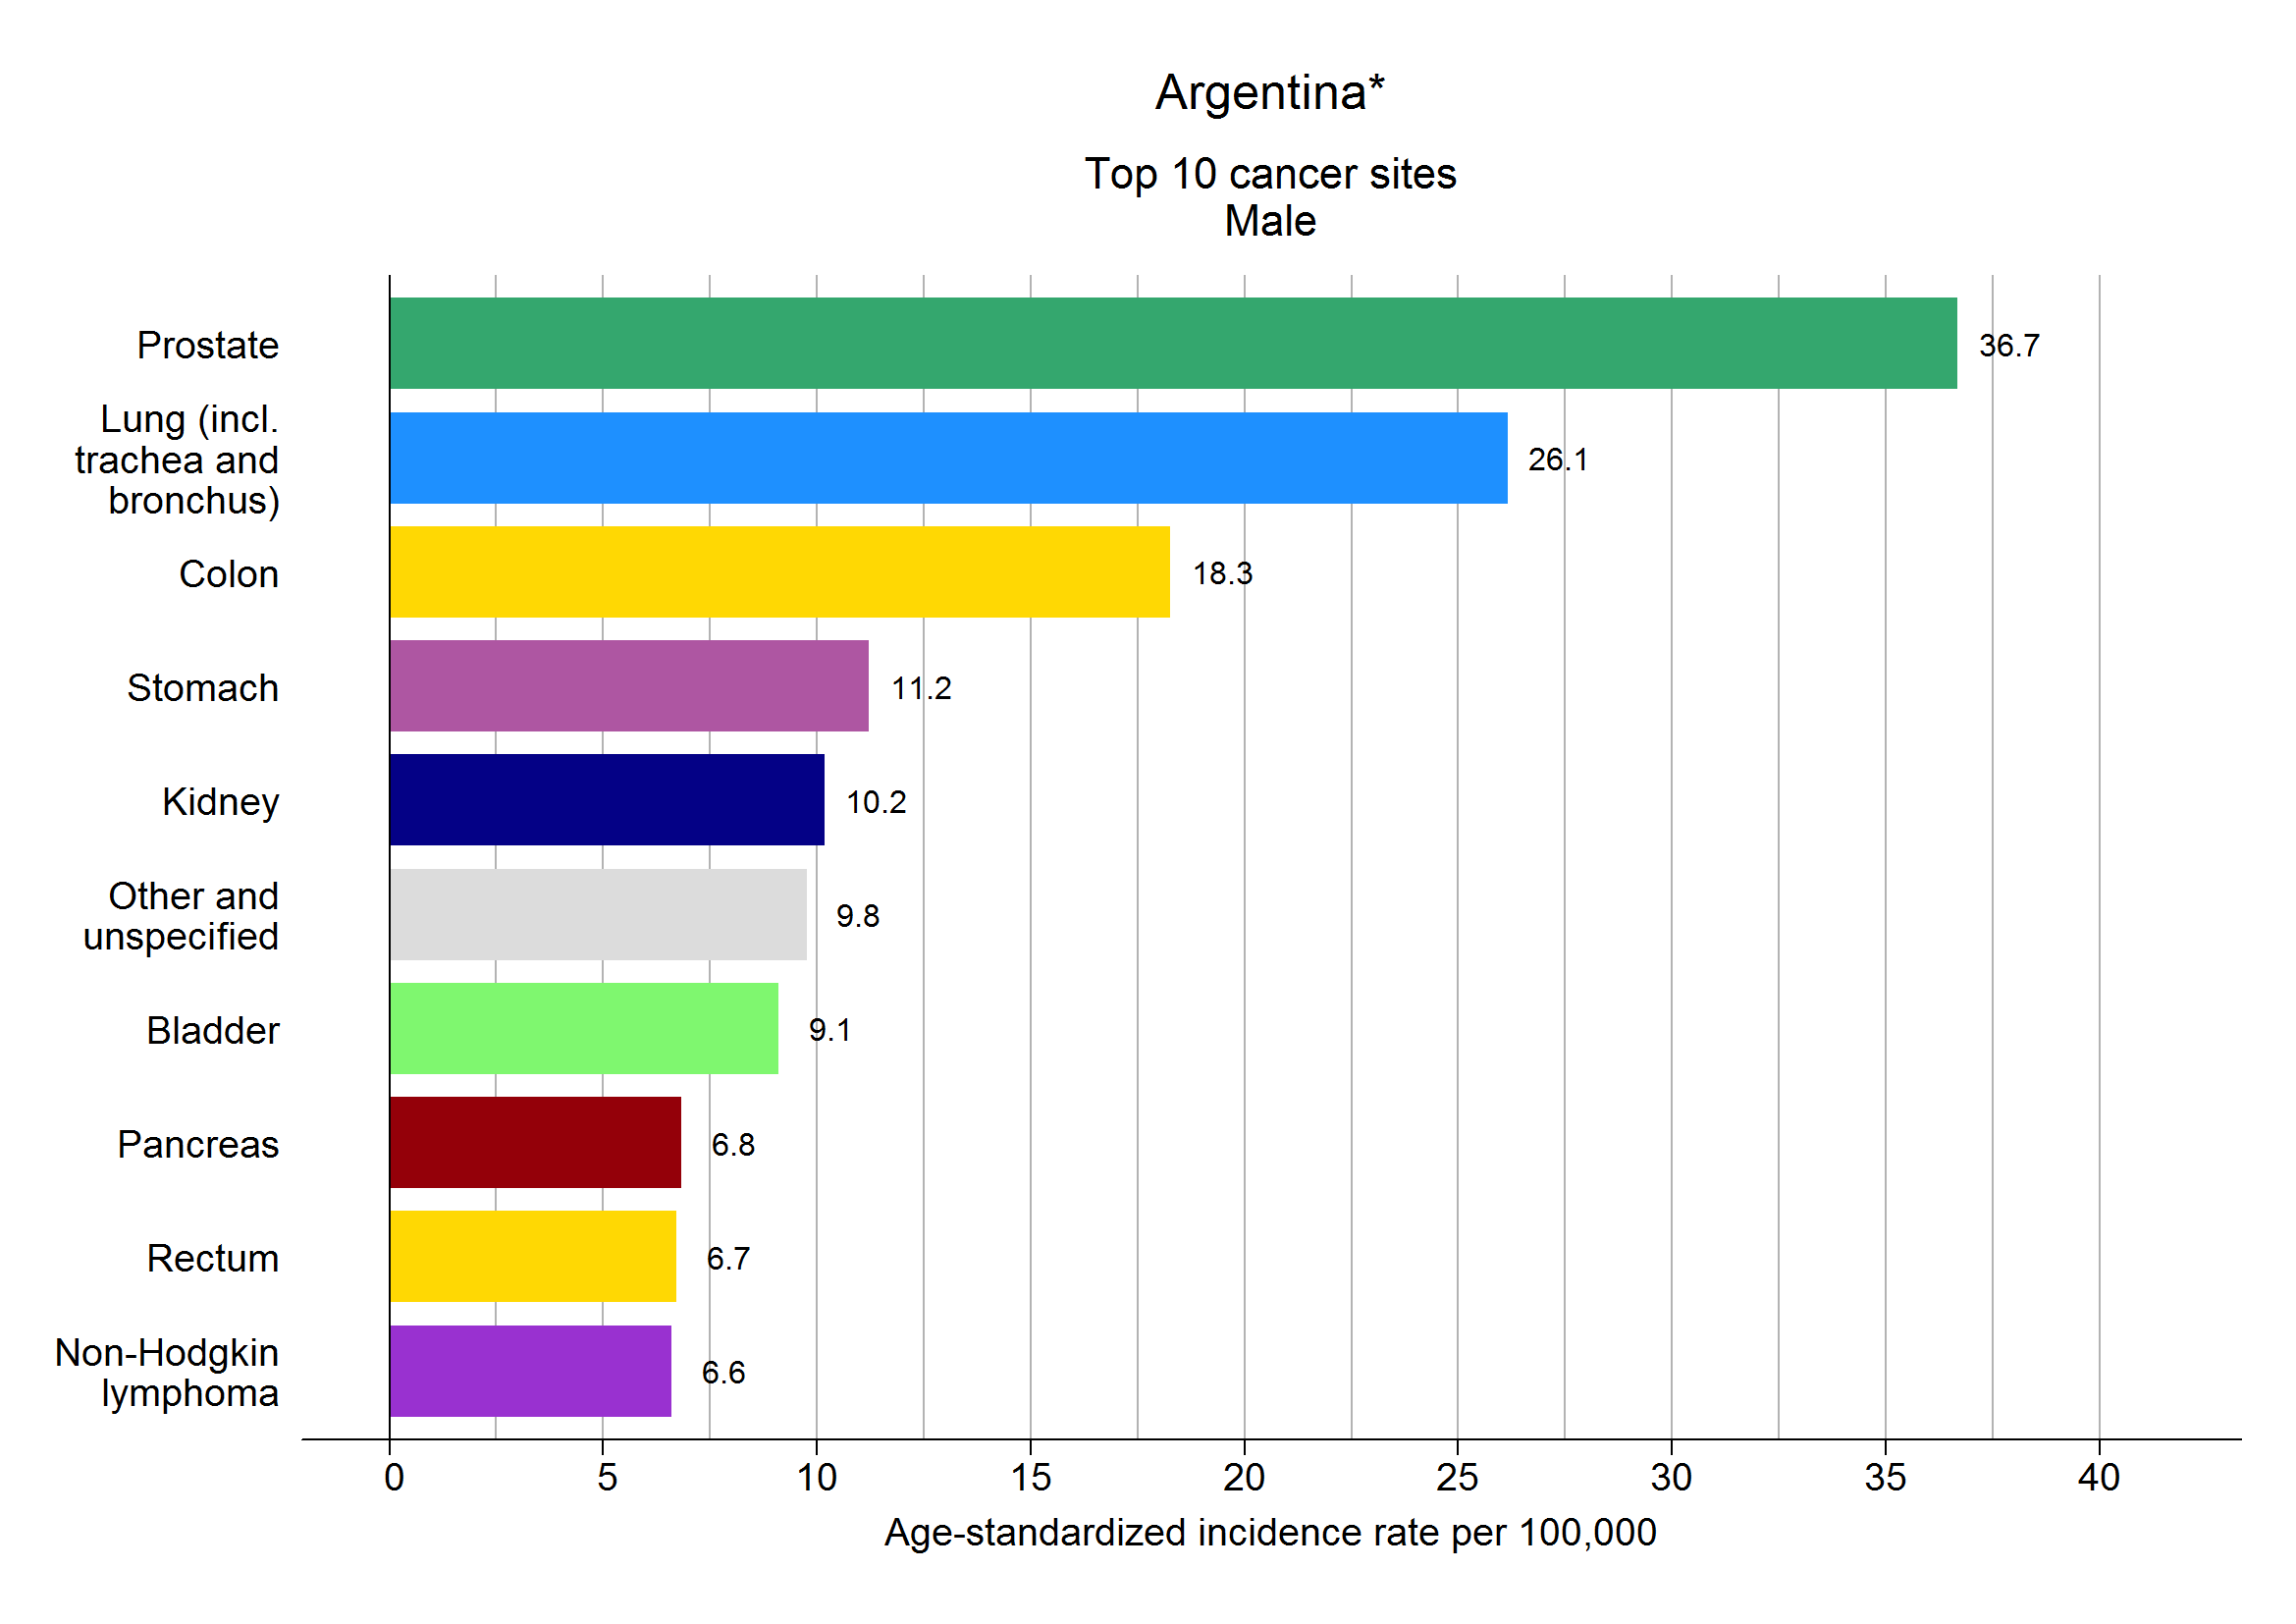 Argentina*
Top 10 cancer sites
Male
Prostate
36.7
Lung (incl.
trachea and
bronchus)
26.1
Colon
18.3
Stomach
11.2
Kidney
10.2
Other and
unspecified
9.8
Bladder
9.1
Pancreas
6.8
Rectum
6.7
Non-Hodgkin
lymphoma
6.6
0 5 10 15 20 25 30 35 40
Age-standardized incidence rate per 100,000